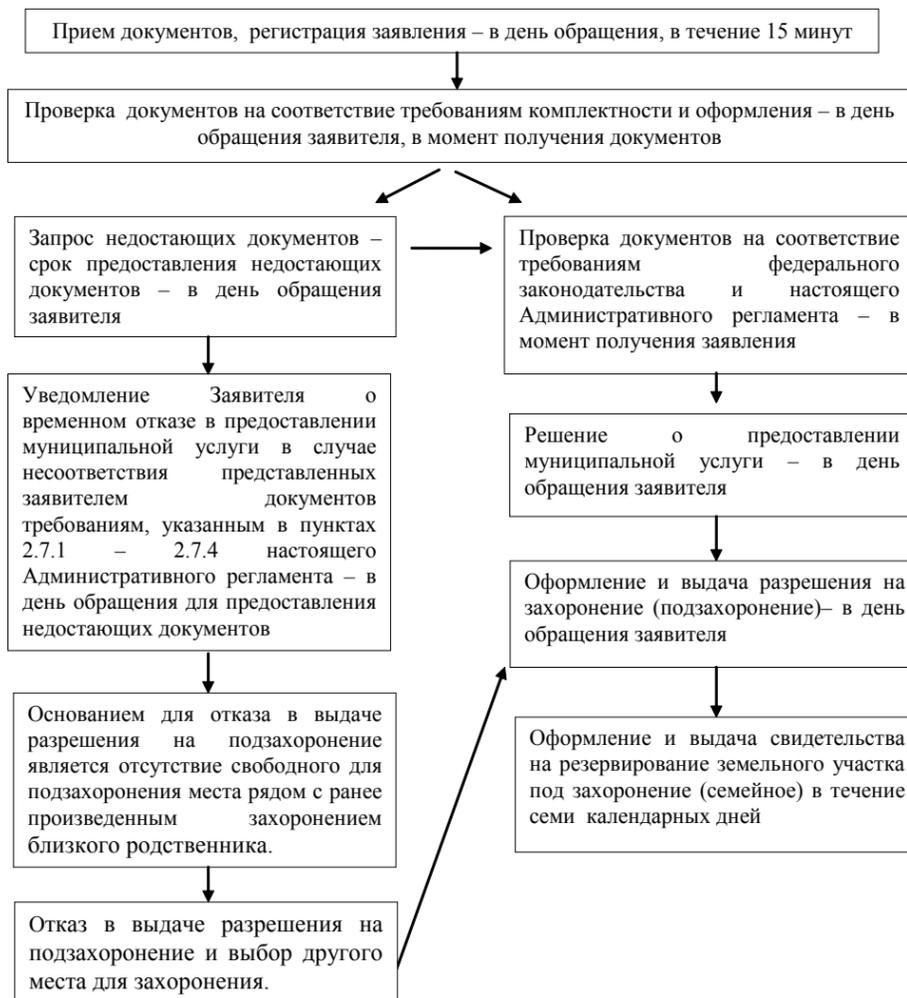 Прием документов, регистрация заявления – в день обращения, в течение 15 минут
Проверка документов на соответствие требованиям комплектности и оформления – в день
обращения заявителя, в момент получения документов
Запрос недостающих документов –
срок предоставления недостающих
документов – в день обращения
заявителя
Проверка документов на соответствие
требованиям федерального
законодательства и настоящего
Административного регламента – в
момент получения заявления
Уведомление Заявителя о
временном отказе в предоставлении
муниципальной услуги в случае
несоответствия представленных
заявителем документов
требованиям, указанным в пунктах
2.7.1 – 2.7.4 настоящего
Административного регламента – в
день обращения для предоставления
недостающих документов
Решение о предоставлении
муниципальной услуги – в день
обращения заявителя
Оформление и выдача разрешения на
захоронение (подзахоронение)– в день
обращения заявителя
Основанием для отказа в выдаче
разрешения на подзахоронение
является отсутствие свободного для
подзахоронения места рядом с ранее
произведенным захоронением
близкого родственника.
Оформление и выдача свидетельства
на резервирование земельного участка
под захоронение (семейное) в течение
семи календарных дней
Отказ в выдаче разрешения на
подзахоронение и выбор другого
места для захоронения.